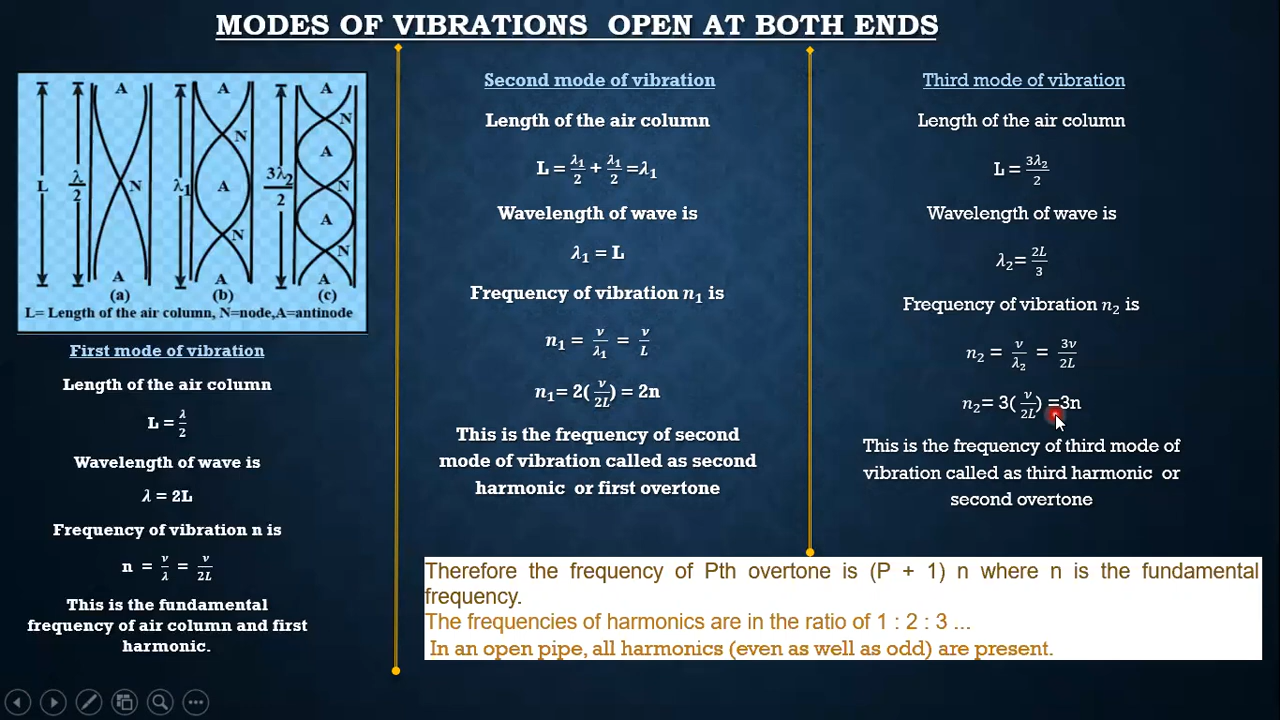 MODES OF VIBRATIONS OPEN AT BOTH ENDS
A A A
N N
L λ/2 N λ₁ A 3λ₂/2 A N
A
N N
A A A
(a) (b) (c)
L= Length of the air column, N=node,A=antinode
First mode of vibration
Length of the air column
L = λ/2
Wavelength of wave is
λ = 2L
Frequency of vibration n is
n = v/λ = v/2L
This is the fundamental
frequency of air column and first
harmonic.
Second mode of vibration
Length of the air column
L = λ₁/2 + λ₁/2 =λ₁
Wavelength of wave is
λ₁ = L
Frequency of vibration n₁ is
n₁ = v/λ₁ = v/L
n₁= 2( v/2L) = 2n
This is the frequency of second
mode of vibration called as second
harmonic or first overtone
Third mode of vibration
Length of the air column
L= 3λ₂/2
Wavelength of wave is
λ₂= 2L/3
Frequency of vibration n₂ is
n₂ = v/λ₂ = 3v/2L
n₂= 3( v/2L) =3n
This is the frequency of third mode of
vibration called as third harmonic or
second overtone
Therefore the frequency of Pth overtone is (P + 1) n where n is the fundamental
frequency.
The frequencies of harmonics are in the ratio of 1 : 2 : 3 ...
In an open pipe, all harmonics (even as well as odd) are present.